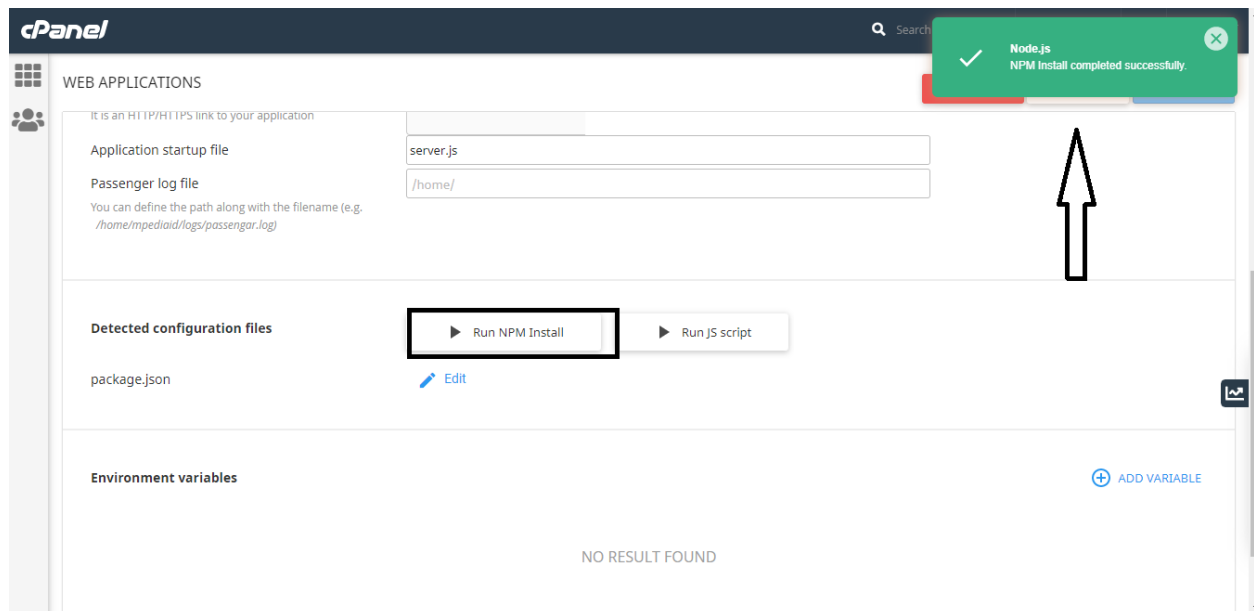 cPanel
Search
Node.js
NPM Install completed successfully.
WEB APPLICATIONS
It is an HTTP/HTTPS link to your application
Application startup file
server.js
Passenger log file
/home/
You can define the path along with the filename (e.g.
/home/mpediaid/logs/passengar.log)
Detected configuration files
Run NPM Install
Run JS script
package.json
Edit
Environment variables
ADD VARIABLE
NO RESULT FOUND